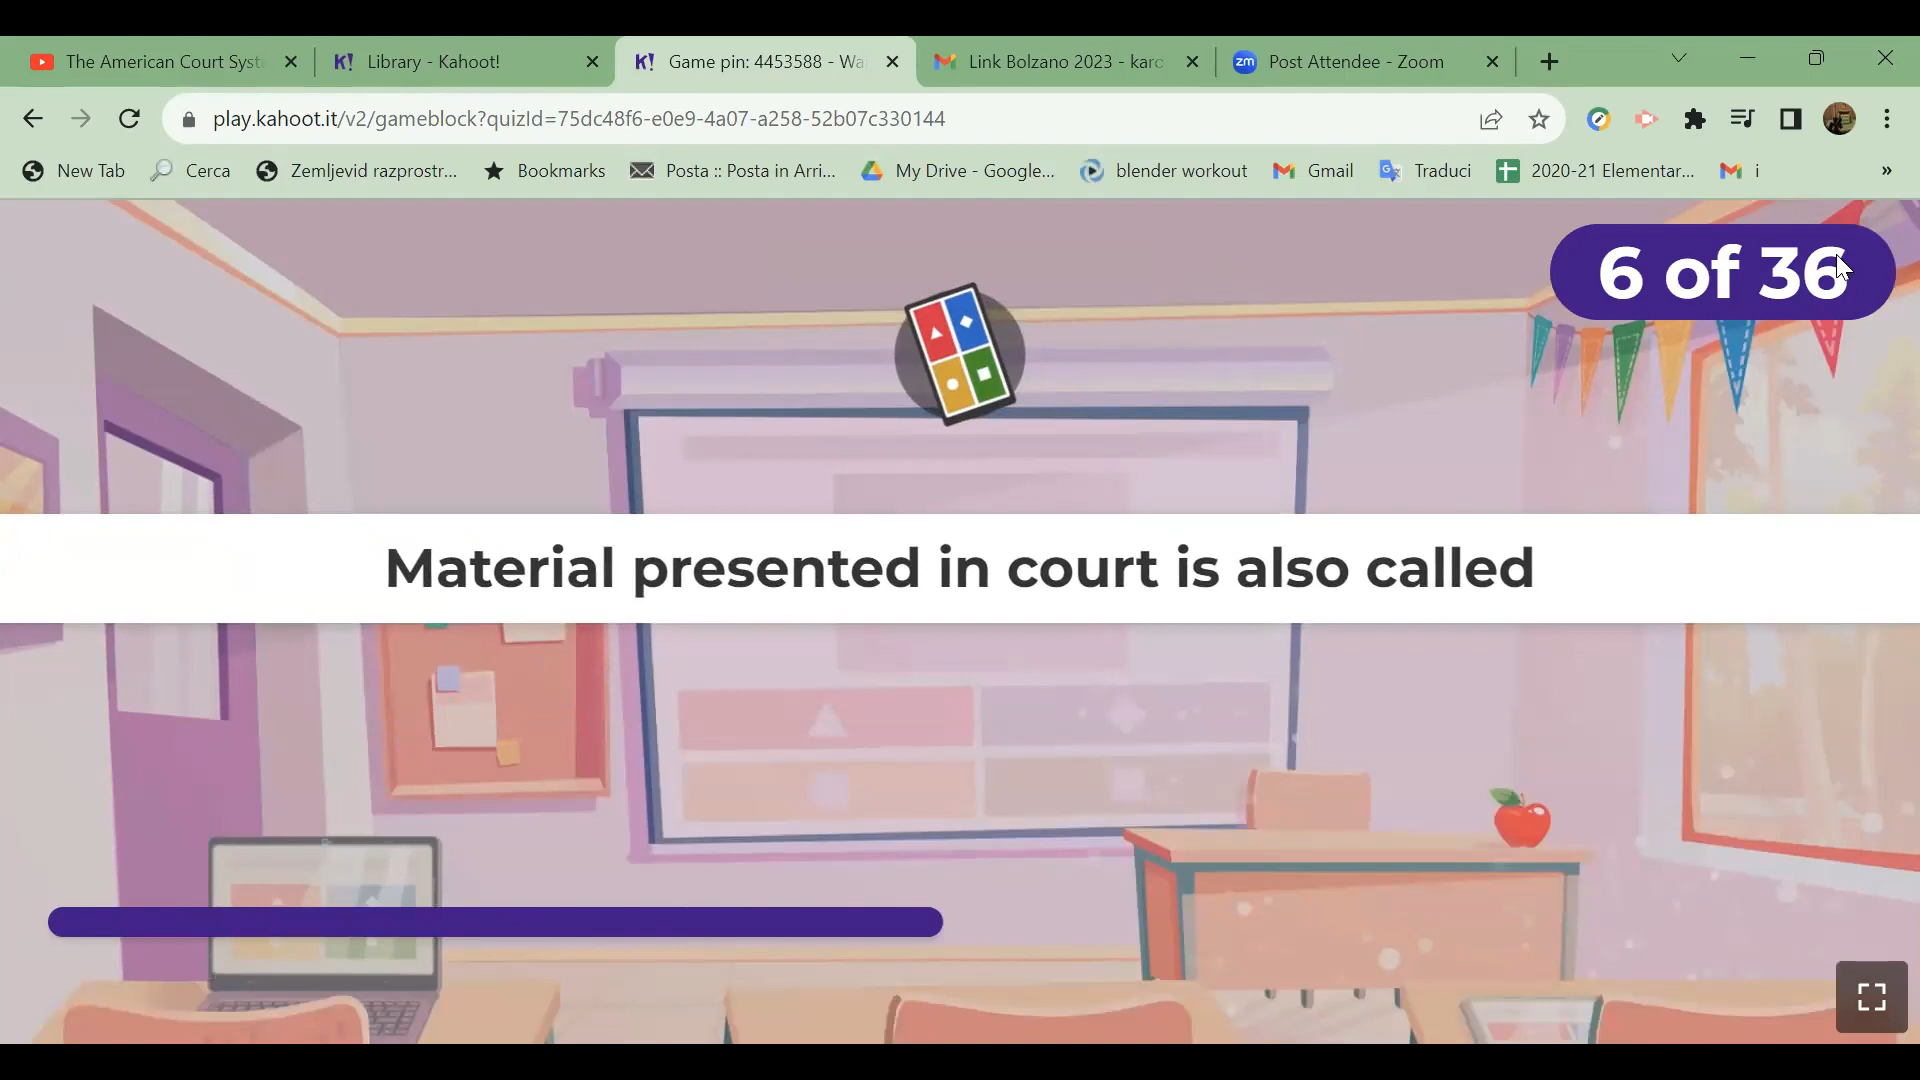 The American Court Syst
Library - Kahoot!
Game pin: 4453588 - Wa
Link Bolzano 2023 - karc
zm
Post Attendee - Zoom
play.kahoot.it/v2/gameblock?quizId=75dc48f6-e0e9-4a07-a258-52b07c330144
New Tab
Cerca
Zemljevid razprostr...
Bookmarks
Posta :: Posta in Arri...
My Drive - Google...
blender workout
Gmail
Traduci
2020-21 Elementar...
i
»
6 of 36
Material presented in court is also called